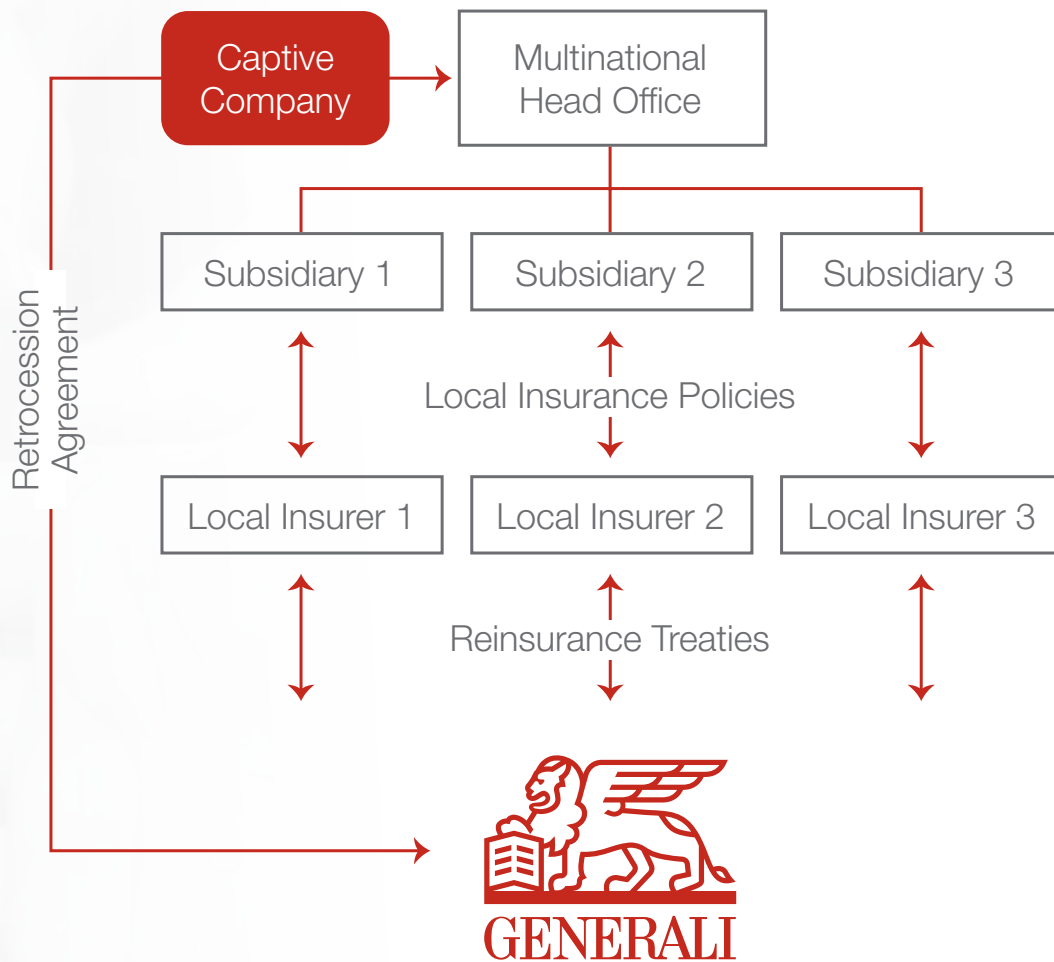 Captive
Company
Multinational
Head Office
Subsidiary 1
Subsidiary 2
Subsidiary 3
Retrocession
Agreement
Local Insurance Policies
Local Insurer 1
Local Insurer 2
Local Insurer 3
Reinsurance Treaties
GENERALI